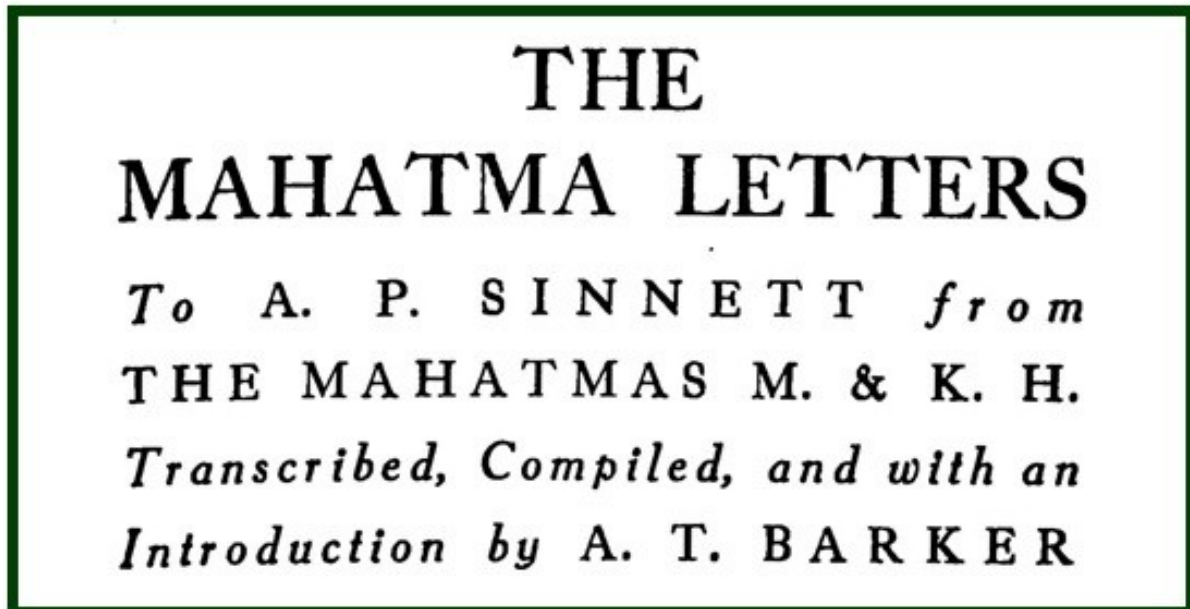 THE
MAHATMA LETTERS
To A. P. SINNETT from
THE MAHATMAS M. & K. H.
Transcribed, Compiled, and with an
Introduction by A. T. BARKER